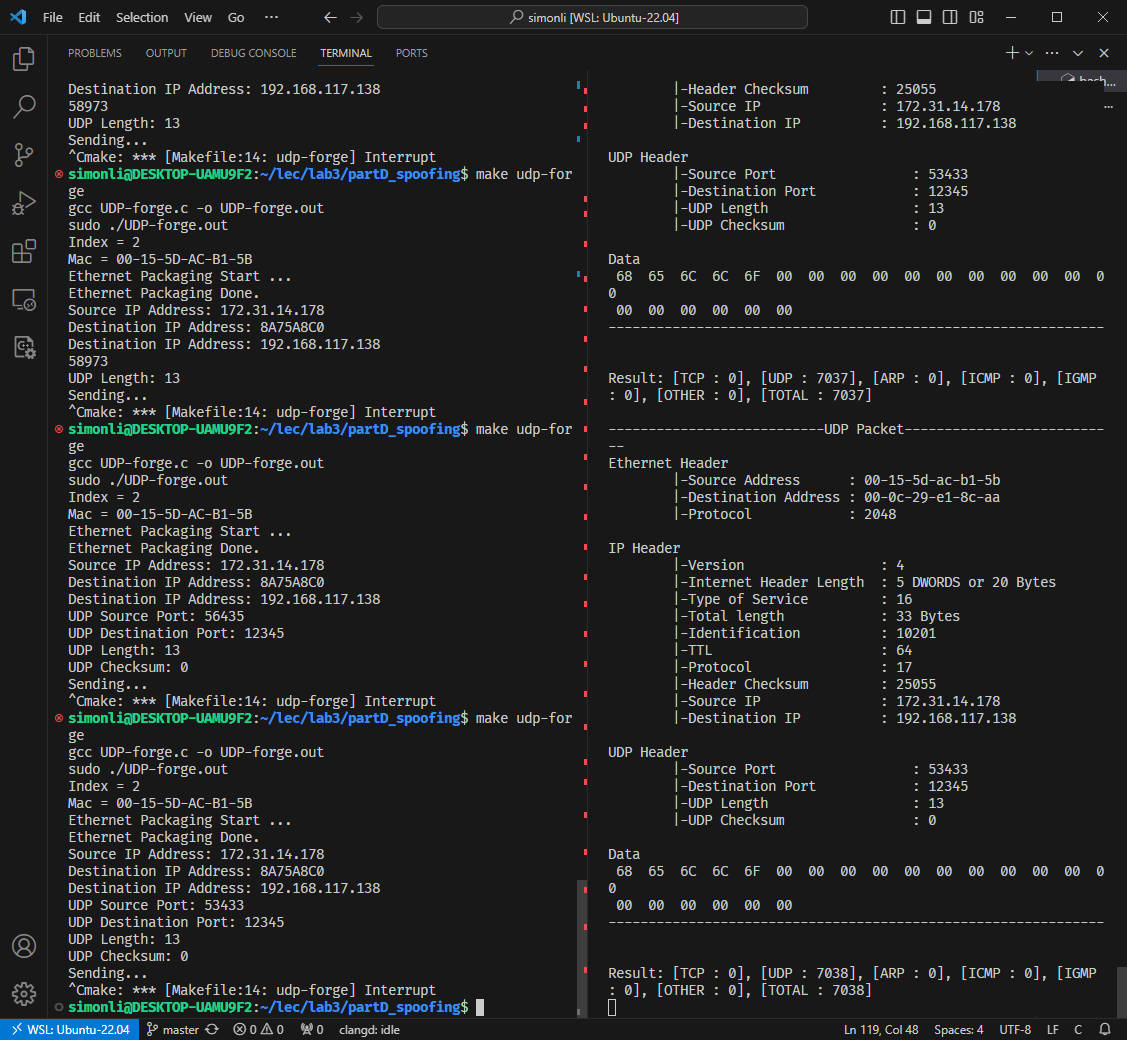 File Edit Selection View Go ···
simonli [WSL: Ubuntu-22.04]
PROBLEMS OUTPUT DEBUG CONSOLE TERMINAL PORTS
Destination IP Address: 192.168.117.138
58973
UDP Length: 13
Sending...
^Cmake: *** [Makefile:14: udp-forge] Interrupt
simonli@DESKTOP-UAMU9F2:~/lec/lab3/partD_spoofing$ make udp-for
ge
gcc UDP-forge.c -o UDP-forge.out
sudo ./UDP-forge.out
Index = 2
Mac = 00-15-5D-AC-B1-5B
Ethernet Packaging Start ...
Ethernet Packaging Done.
Source IP Address: 172.31.14.178
Destination IP Address: 8A75A8C0
Destination IP Address: 192.168.117.138
58973
UDP Length: 13
Sending...
^Cmake: *** [Makefile:14: udp-forge] Interrupt
simonli@DESKTOP-UAMU9F2:~/lec/lab3/partD_spoofing$ make udp-for
ge
gcc UDP-forge.c -o UDP-forge.out
sudo ./UDP-forge.out
Index = 2
Mac = 00-15-5D-AC-B1-5B
Ethernet Packaging Start ...
Ethernet Packaging Done.
Source IP Address: 172.31.14.178
Destination IP Address: 8A75A8C0
Destination IP Address: 192.168.117.138
UDP Source Port: 56435
UDP Destination Port: 12345
UDP Length: 13
UDP Checksum: 0
Sending...
^Cmake: *** [Makefile:14: udp-forge] Interrupt
simonli@DESKTOP-UAMU9F2:~/lec/lab3/partD_spoofing$ make udp-for
ge
gcc UDP-forge.c -o UDP-forge.out
sudo ./UDP-forge.out
Index = 2
Mac = 00-15-5D-AC-B1-5B
Ethernet Packaging Start ...
Ethernet Packaging Done.
Source IP Address: 172.31.14.178
Destination IP Address: 8A75A8C0
Destination IP Address: 192.168.117.138
UDP Source Port: 53433
UDP Destination Port: 12345
UDP Length: 13
UDP Checksum: 0
Sending...
^Cmake: *** [Makefile:14: udp-forge] Interrupt
simonli@DESKTOP-UAMU9F2:~/lec/lab3/partD_spoofing$
bash...
|-Header Checksum : 25055
|-Source IP : 172.31.14.178
|-Destination IP : 192.168.117.138
UDP Header
|-Source Port : 53433
|-Destination Port : 12345
|-UDP Length : 13
|-UDP Checksum : 0
Data
68 65 6C 6C 6F 00 00 00 00 00 00 00 00 00 00 0
0
00 00 00 00 00 00
--------------------------------------------------------------
Result: [TCP : 0], [UDP : 7037], [ARP : 0], [ICMP : 0], [IGMP
: 0], [OTHER : 0], [TOTAL : 7037]
---------------------------UDP Packet-------------------------
--
Ethernet Header
|-Source Address : 00-15-5d-ac-b1-5b
|-Destination Address : 00-0c-29-e1-8c-aa
|-Protocol : 2048
IP Header
|-Version : 4
|-Internet Header Length : 5 DWORDS or 20 Bytes
|-Type of Service : 16
|-Total length : 33 Bytes
|-Identification : 10201
|-TTL : 64
|-Protocol : 17
|-Header Checksum : 25055
|-Source IP : 172.31.14.178
|-Destination IP : 192.168.117.138
UDP Header
|-Source Port : 53433
|-Destination Port : 12345
|-UDP Length : 13
|-UDP Checksum : 0
Data
68 65 6C 6C 6F 00 00 00 00 00 00 00 00 00 00 0
0
00 00 00 00 00 00
--------------------------------------------------------------
Result: [TCP : 0], [UDP : 7038], [ARP : 0], [ICMP : 0], [IGMP
: 0], [OTHER : 0], [TOTAL : 7038]
WSL: Ubuntu-22.04 master 0 0 0 clangd: idle Ln 119, Col 48 Spaces: 4 UTF-8 LF C